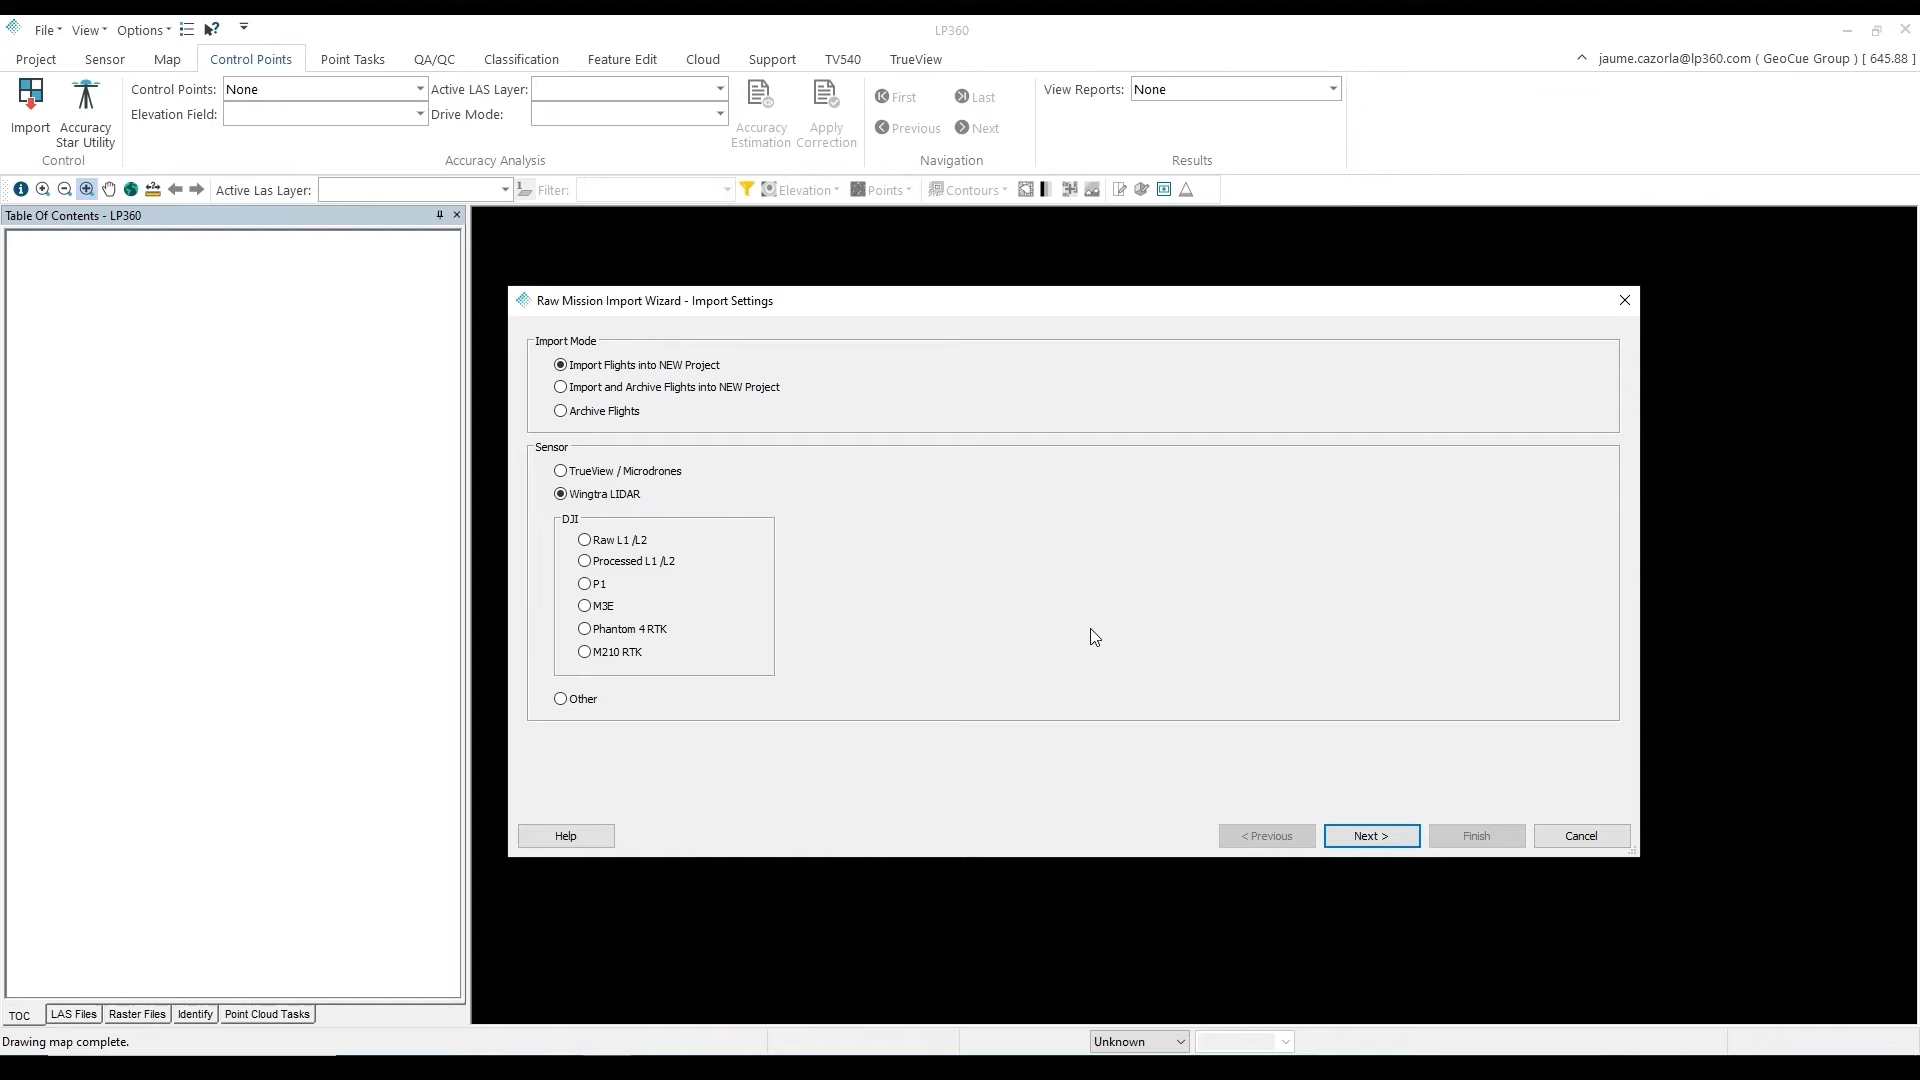 File View Options LP360
Project Sensor Map Control Points Point Tasks QA/QC Classification Feature Edit Cloud Support TV540 TrueView jaume.cazorla@lp360.com ( GeoCue Group ) [ 645.88 ]
Control Points: None Active LAS Layer: First Last View Reports: None
Elevation Field: Drive Mode:
Import Accuracy Star Utility Accuracy Estimation Apply Correction Previous Next
Control Accuracy Analysis Navigation Results
Active Las Layer: Filter: Elevation Points Contours
Table Of Contents - LP360
Raw Mission Import Wizard - Import Settings
Import Mode
Import Flights into NEW Project
Import and Archive Flights into NEW Project
Archive Flights
Sensor
TrueView / Microdrones
Wingtra LIDAR
DJI
Raw L1 /L2
Processed L1 /L2
P1
M3E
Phantom 4 RTK
M210 RTK
Other
Help < Previous Next > Finish Cancel
TOC LAS Files Raster Files Identify Point Cloud Tasks
Drawing map complete. Unknown